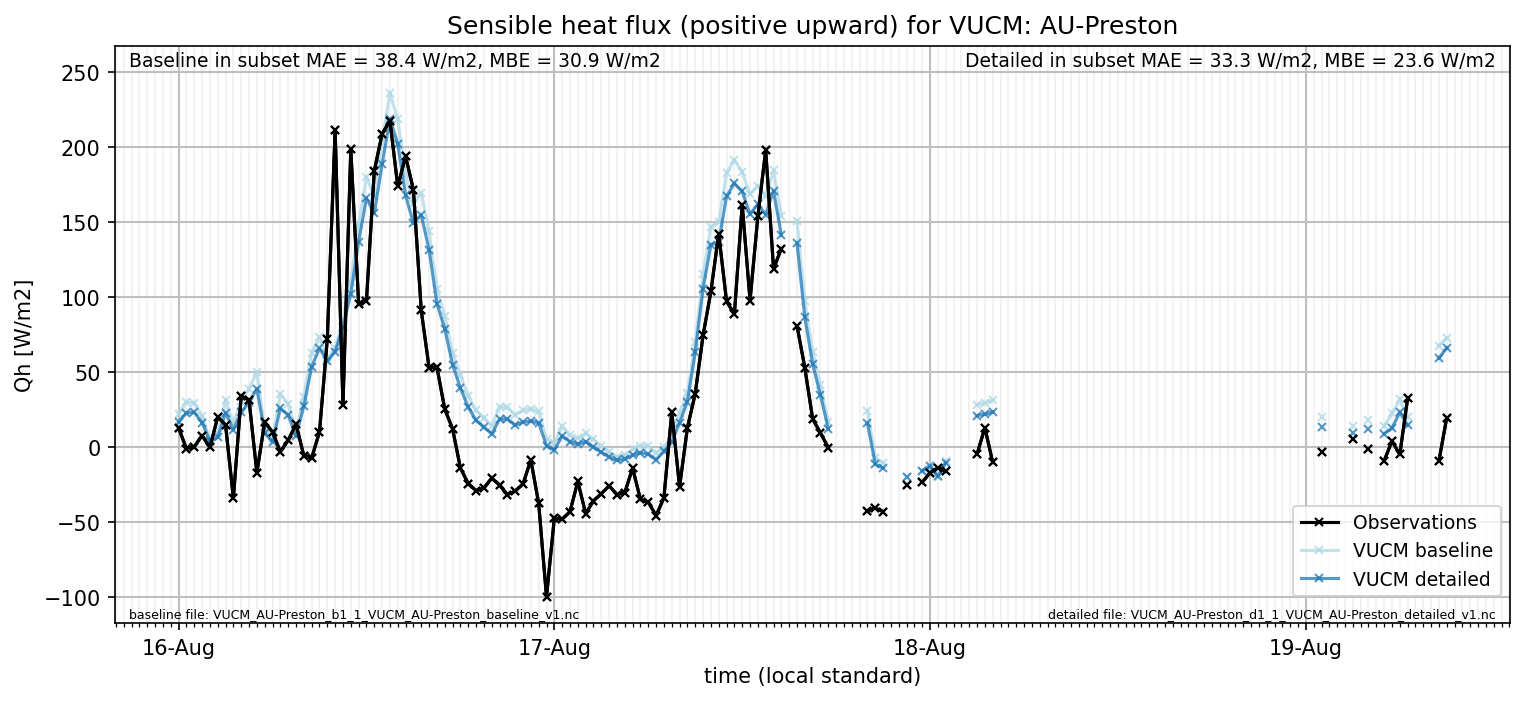 Sensible heat flux (positive upward) for VUCM: AU-Preston
Baseline in subset MAE = 38.4 W/m2, MBE = 30.9 W/m2
Detailed in subset MAE = 33.3 W/m2, MBE = 23.6 W/m2
250
200
150
100
50
0
−50
−100
Qh [W/m2]
Observations
VUCM baseline
VUCM detailed
baseline file: VUCM_AU-Preston_b1_1_VUCM_AU-Preston_baseline_v1.nc
detailed file: VUCM_AU-Preston_d1_1_VUCM_AU-Preston_detailed_v1.nc
16-Aug
17-Aug
18-Aug
19-Aug
time (local standard)